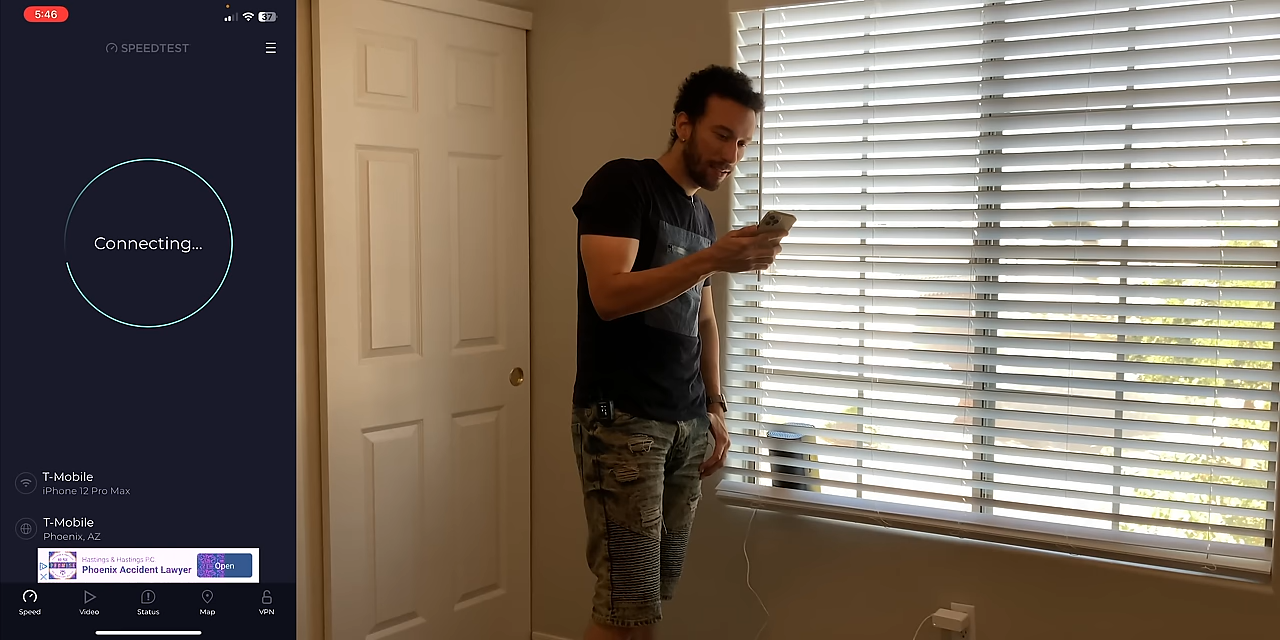 5:46
37
SPEEDTEST
Connecting...
T-Mobile
iPhone 12 Pro Max
T-Mobile
Phoenix, AZ
Hastings & Hastings PC
Phoenix Accident Lawyer
Open
PROMISE
Speed
Video
Status
Map
VPN